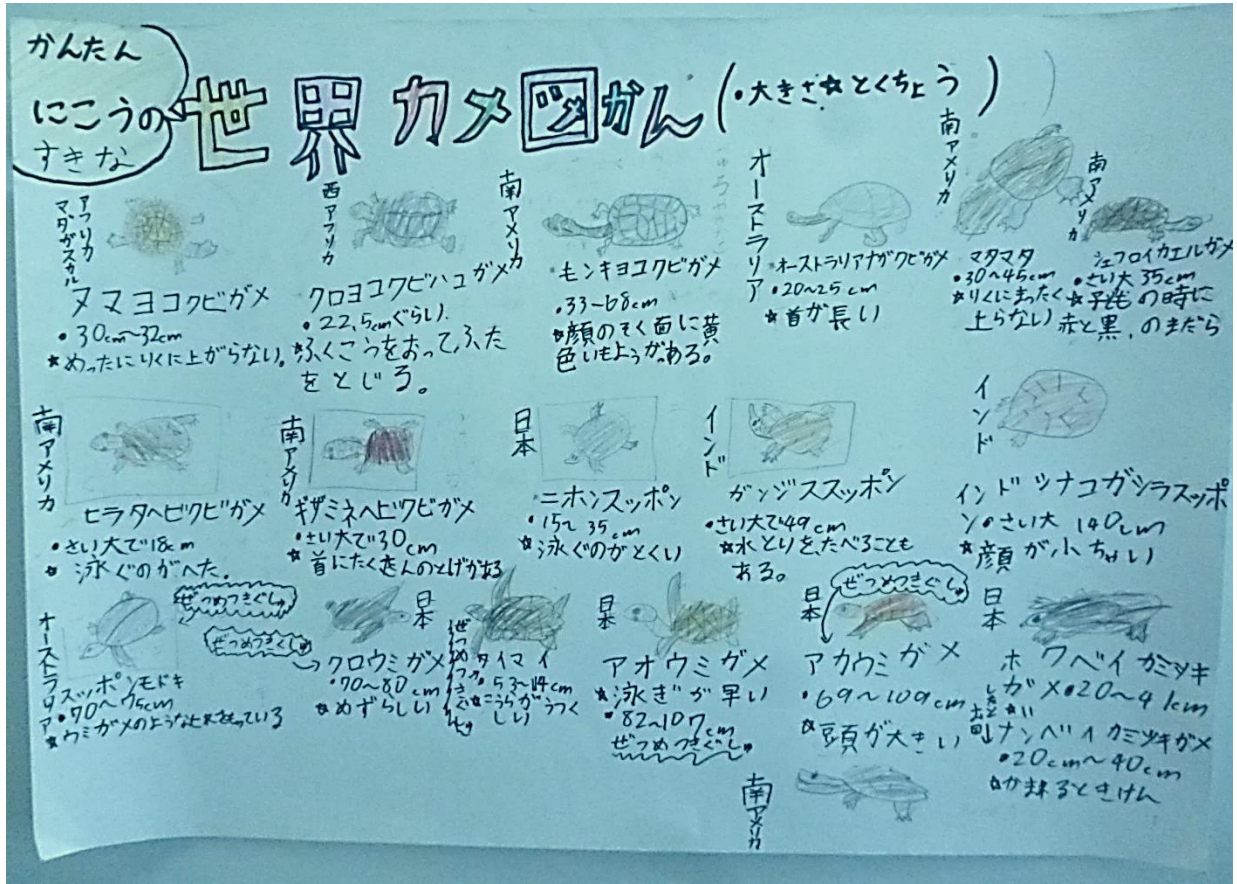 かんたん
にこうの
すきな
世界カメ図かん(・大きさ☆とくちょう)
アフリカ
マダガスカル
ヌマヨコクビガメ
・30cm~32cm
☆めったにりくに上がらない。
西アフリカ
クロヨコクビハコガメ
・22,5cmぐらい
☆ふくこうをおってふた
をとじる。
南アメリカ
モンキヨコクビガメ
・33~68cm
☆顔のそく面に黄
色いもようがある。
オーストラリア
オーストラリアナガクビガメ
・20~25cm
☆首が長い
南アメリカ
マタマタ
・30~45cm
☆りくにまったく
上らない
南アメリカ
ジェフロイカエルガメ
・さい大35cm
☆子どもの時に
赤と黒,のまだら
南アメリカ
ヒラタヘビクビガメ
・さい大で18cm
☆泳ぐのがへた。
南アメリカ
ギザミネヘビクビガメ
・さい大で30cm
☆首にたくさんのとげがある
日本
ニホンスッポン
・15~35cm
☆泳ぐのがとくい
インド
ガンジススッポン
・さい大で49cm
☆水とりをたべることも
ある。
インド
インドシナコガシラスッポ
ン・さい大140cm
☆顔が小ちゃい
オーストラリア
スッポンモドキ
・70~75cm
☆ウミガメのようなヒレをもっている
ぜつめつきぐしゅ
ぜつめつきぐしゅ
クロウミガメ
・70~80cm
☆めずらしい
日本
ぜつめつきぐしゅ
タイマイ
・53~114cm
☆こうらがうつく
しい
日本
アオウミガメ
☆泳ぎが早い
・82~107cm
ぜつめつきぐしゅ
ぜつめつきぐしゅ
日本
アカウミガメ
・69~109cm
☆頭が大きい
日本
ホクベイカミツキ
ガメ・20~41cm
ナンベイカミツキガメ
・20cm~40cm
☆かまれるときけん
南アメリカ